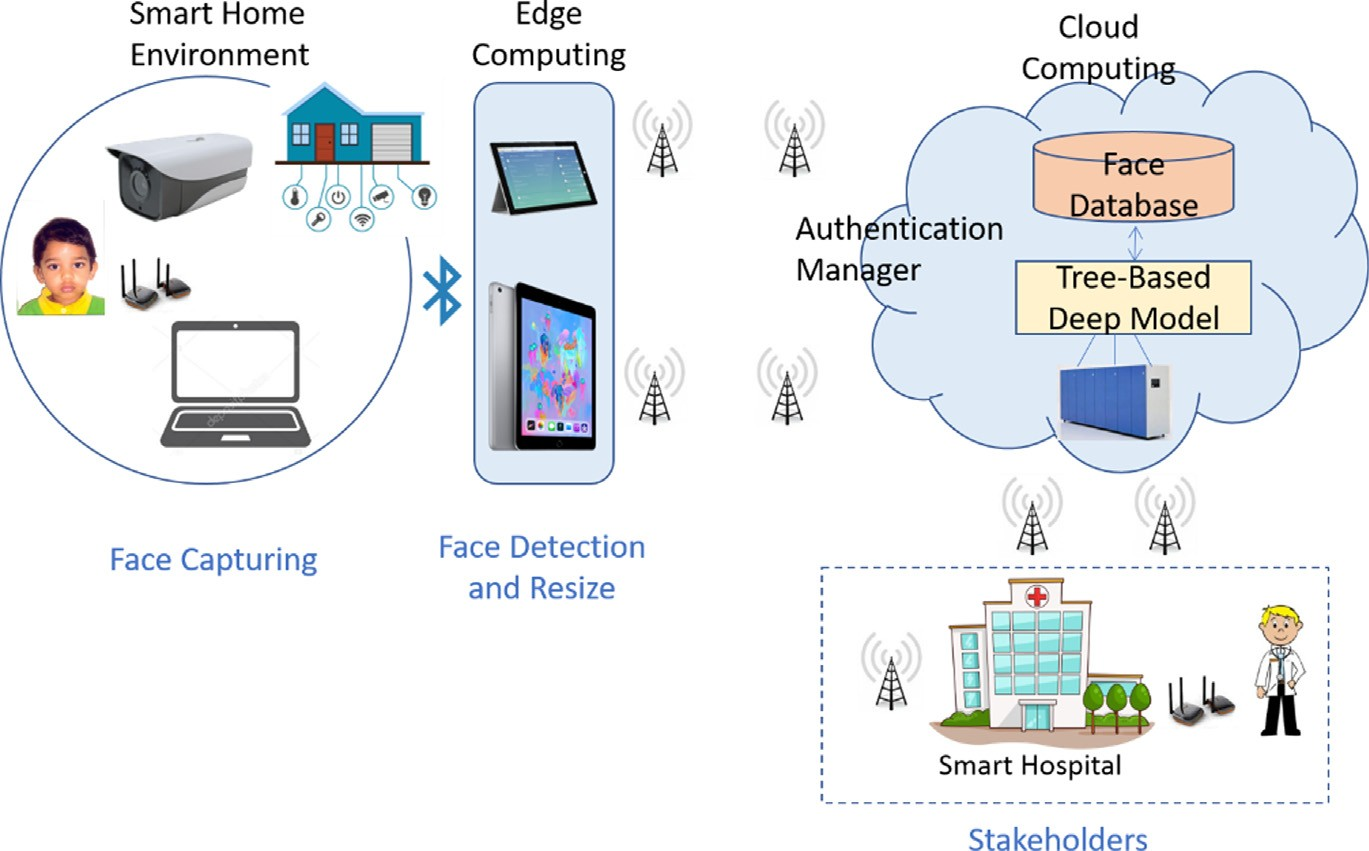 Smart Home
Environment
Edge
Computing
Cloud
Computing
Face
Database
Authentication
Manager
Tree-Based
Deep Model
Face Capturing
Face Detection
and Resize
Smart Hospital
Stakeholders